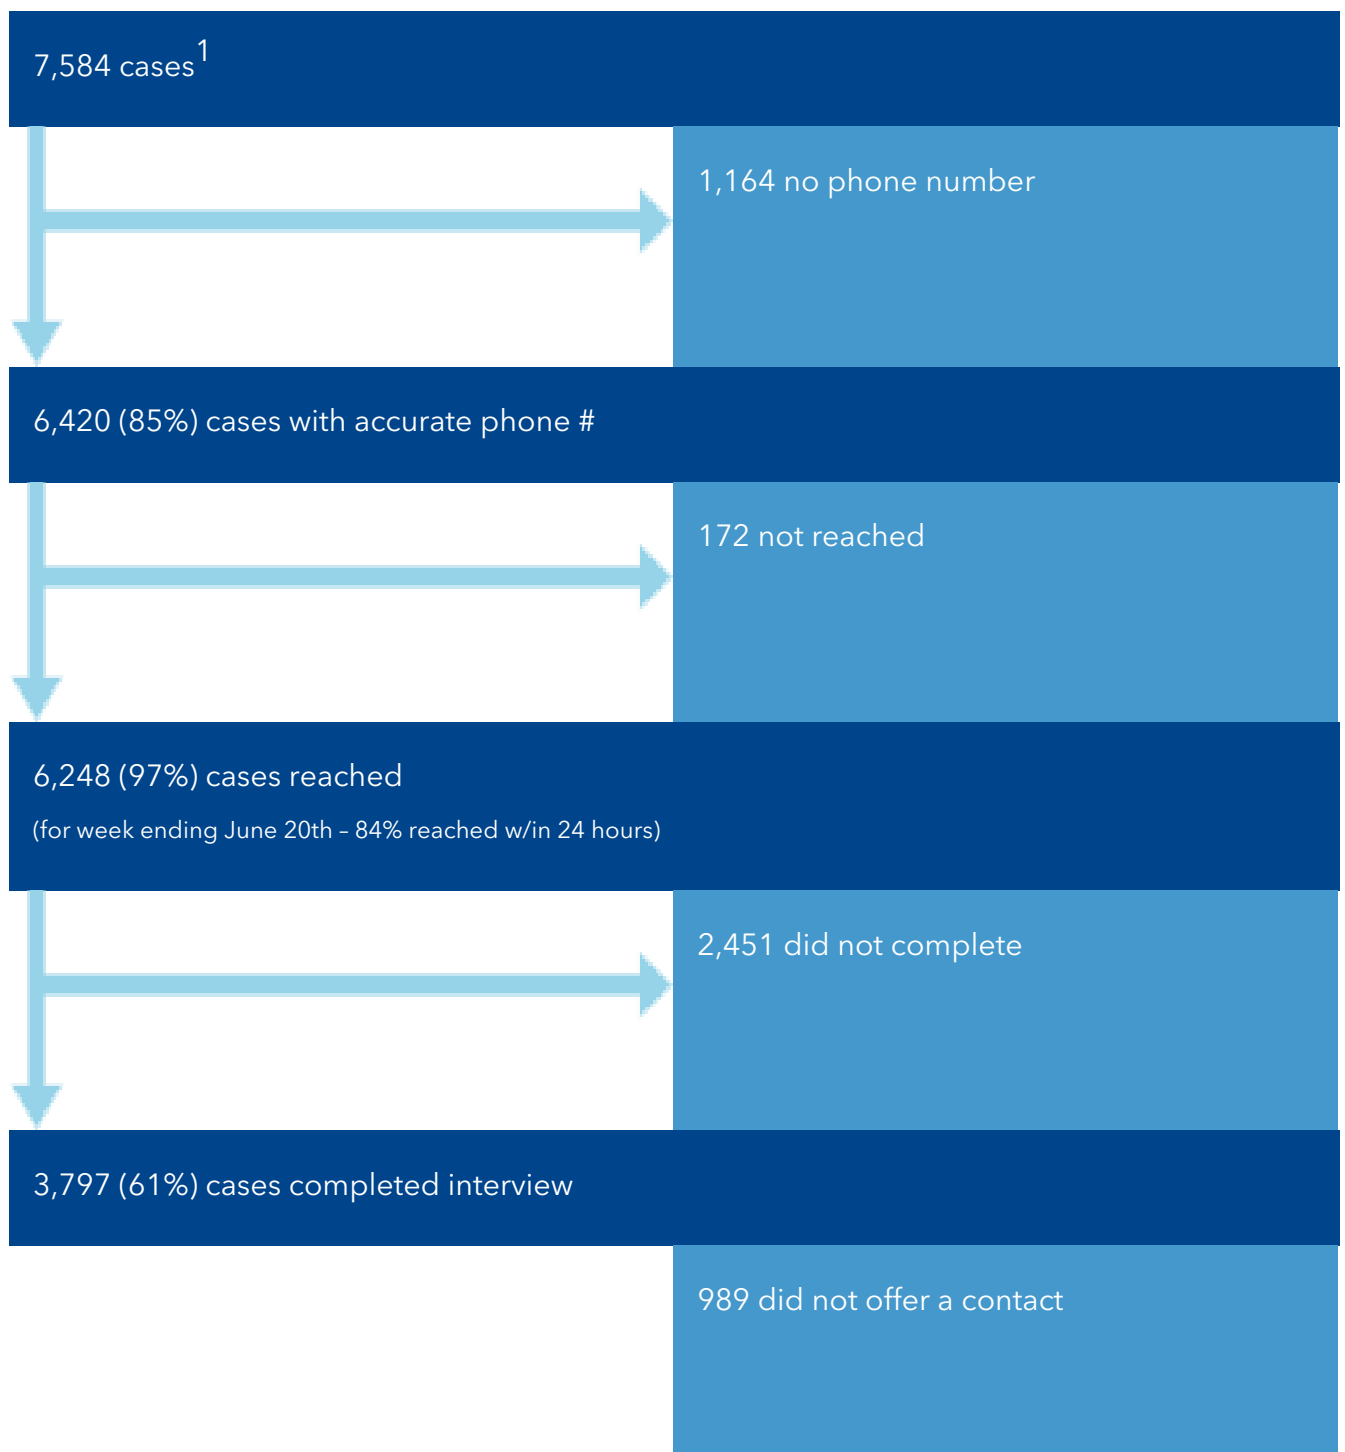 7,584 cases1
1,164 no phone number
6,420 (85%) cases with accurate phone #
172 not reached
6,248 (97%) cases reached
(for week ending June 20th – 84% reached w/in 24 hours)
2,451 did not complete
3,797 (61%) cases completed interview
989 did not offer a contact